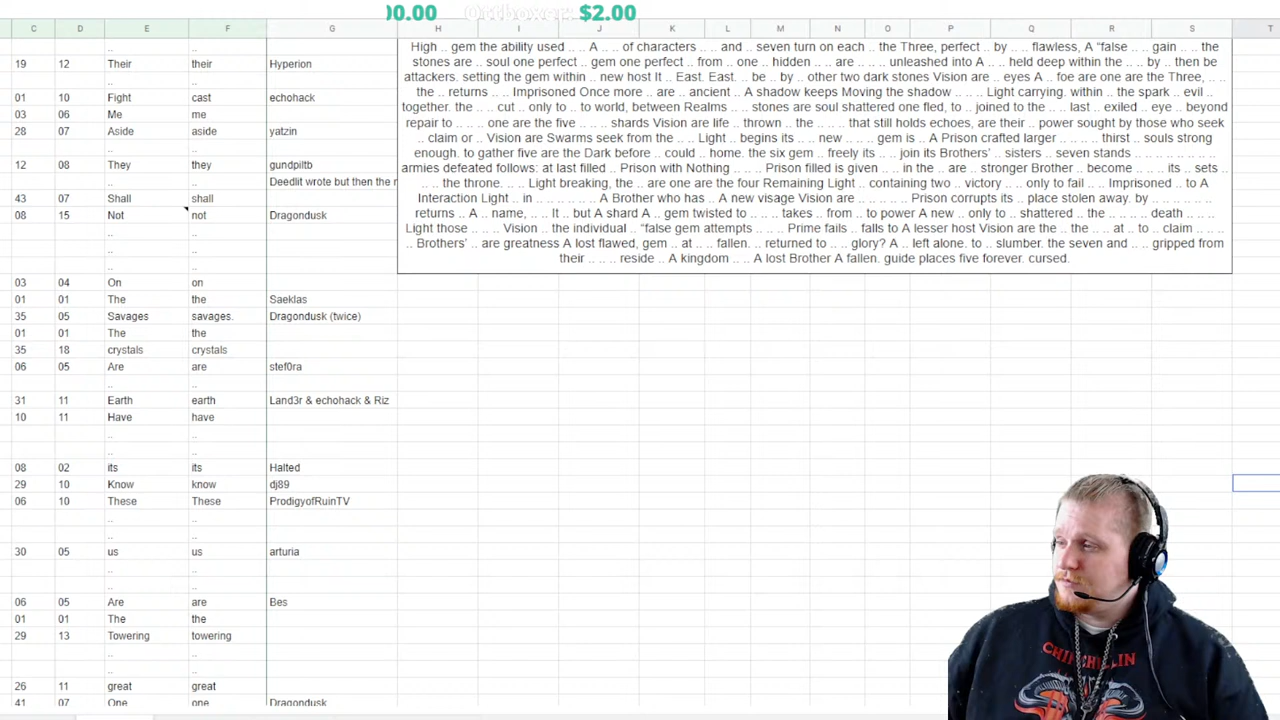 00.00 Ottboxer: $2.00
C D E F G H I J K L M N O P Q R S T
.. ..
19 12 Their their Hyperion
.. ..
01 10 Fight cast echohack
03 06 Me me
28 07 Aside aside yatzin
.. ..
12 08 They they gundpiltb
.. .. Deedlit wrote but then the r
43 07 Shall shall
08 15 Not not Dragondusk
.. ..
.. ..
.. ..
03 04 On on
01 01 The the Saeklas
35 05 Savages savages. Dragondusk (twice)
01 01 The the
35 18 crystals crystals
06 05 Are are stef0ra
.. ..
31 11 Earth earth Land3r & echohack & Riz
10 11 Have have
.. ..
.. ..
08 02 its its Halted
29 10 Know know dj89
06 10 These These ProdigyofRuinTV
.. ..
.. ..
30 05 us us arturia
.. ..
.. ..
06 05 Are are Bes
01 01 The the
29 13 Towering towering
.. ..
.. ..
26 11 great great
41 07 One one Dragondusk
High .. gem the ability used .. .. A .. .. of characters .. .. and .. seven turn on each .. the Three, perfect .. by .. .. flawless, A “false .. .. gain .. .. the
stones are .. .. soul one perfect .. gem one perfect .. from .. one .. hidden .. .. are .. .. .. unleashed into A .. .. held deep within the .. .. by .. then be
attackers. setting the gem within .. new host It .. East. East. .. be .. by .. other two dark stones Vision are .. .. eyes A .. foe are one are the Three, .. ..
the .. returns .. .. Imprisoned Once more .. are .. ancient .. A shadow keeps Moving the shadow .. .. .. Light carrying. within .. the spark .. evil ..
together. the .. .. cut .. only to .. to world, between Realms .. .. stones are soul shattered one fled, to .. joined to the .. .. last .. exiled .. eye .. beyond
repair to .. .. .. one are the five .. .. .. shards Vision are life .. thrown .. the .. .. that still holds echoes, are their .. power sought by those who seek
.. claim or .. Vision are Swarms seek from the .. .. Light .. begins its .. .. new .. .. gem is .. A Prison crafted larger .. .. .. thirst .. souls strong
enough. to gather five are the Dark before .. could .. home. the six gem .. freely its .. .. join its Brothers’ .. sisters .. seven stands .. .. .. .. .. .. .. ..
armies defeated follows: at last filled .. Prison with Nothing .. .. Prison filled is given .. .. in the .. are .. stronger Brother .. become .. .. .. its .. sets ..
.. .. the throne. .. .. Light breaking, the .. are one are the four Remaining Light .. containing two .. victory .. .. only to fail .. .. Imprisoned .. to A
Interaction Light .. in .. .. .. .. A Brother who has .. A new visage Vision are .. .. .. .. Prison corrupts its .. place stolen away. by .. .. .. ..
returns .. A .. name, .. .. It .. but A shard A .. gem twisted to .. .. takes .. from .. to power A new .. only to .. shattered .. the .. .. .. death ..
Light those .. .. Vision .. the individual .. “false gem attempts .. .. .. Prime fails .. falls to A lesser host Vision are the .. the .. at .. to .. claim .. ..
.. Brothers’ .. are greatness A lost flawed, gem .. at .. .. fallen. .. returned to .. .. glory? A .. left alone. to .. slumber. the seven and .. .. gripped from
their .. .. .. reside .. A kingdom .. .. A lost Brother A fallen. guide places five forever. cursed.
CHINCHILLIN